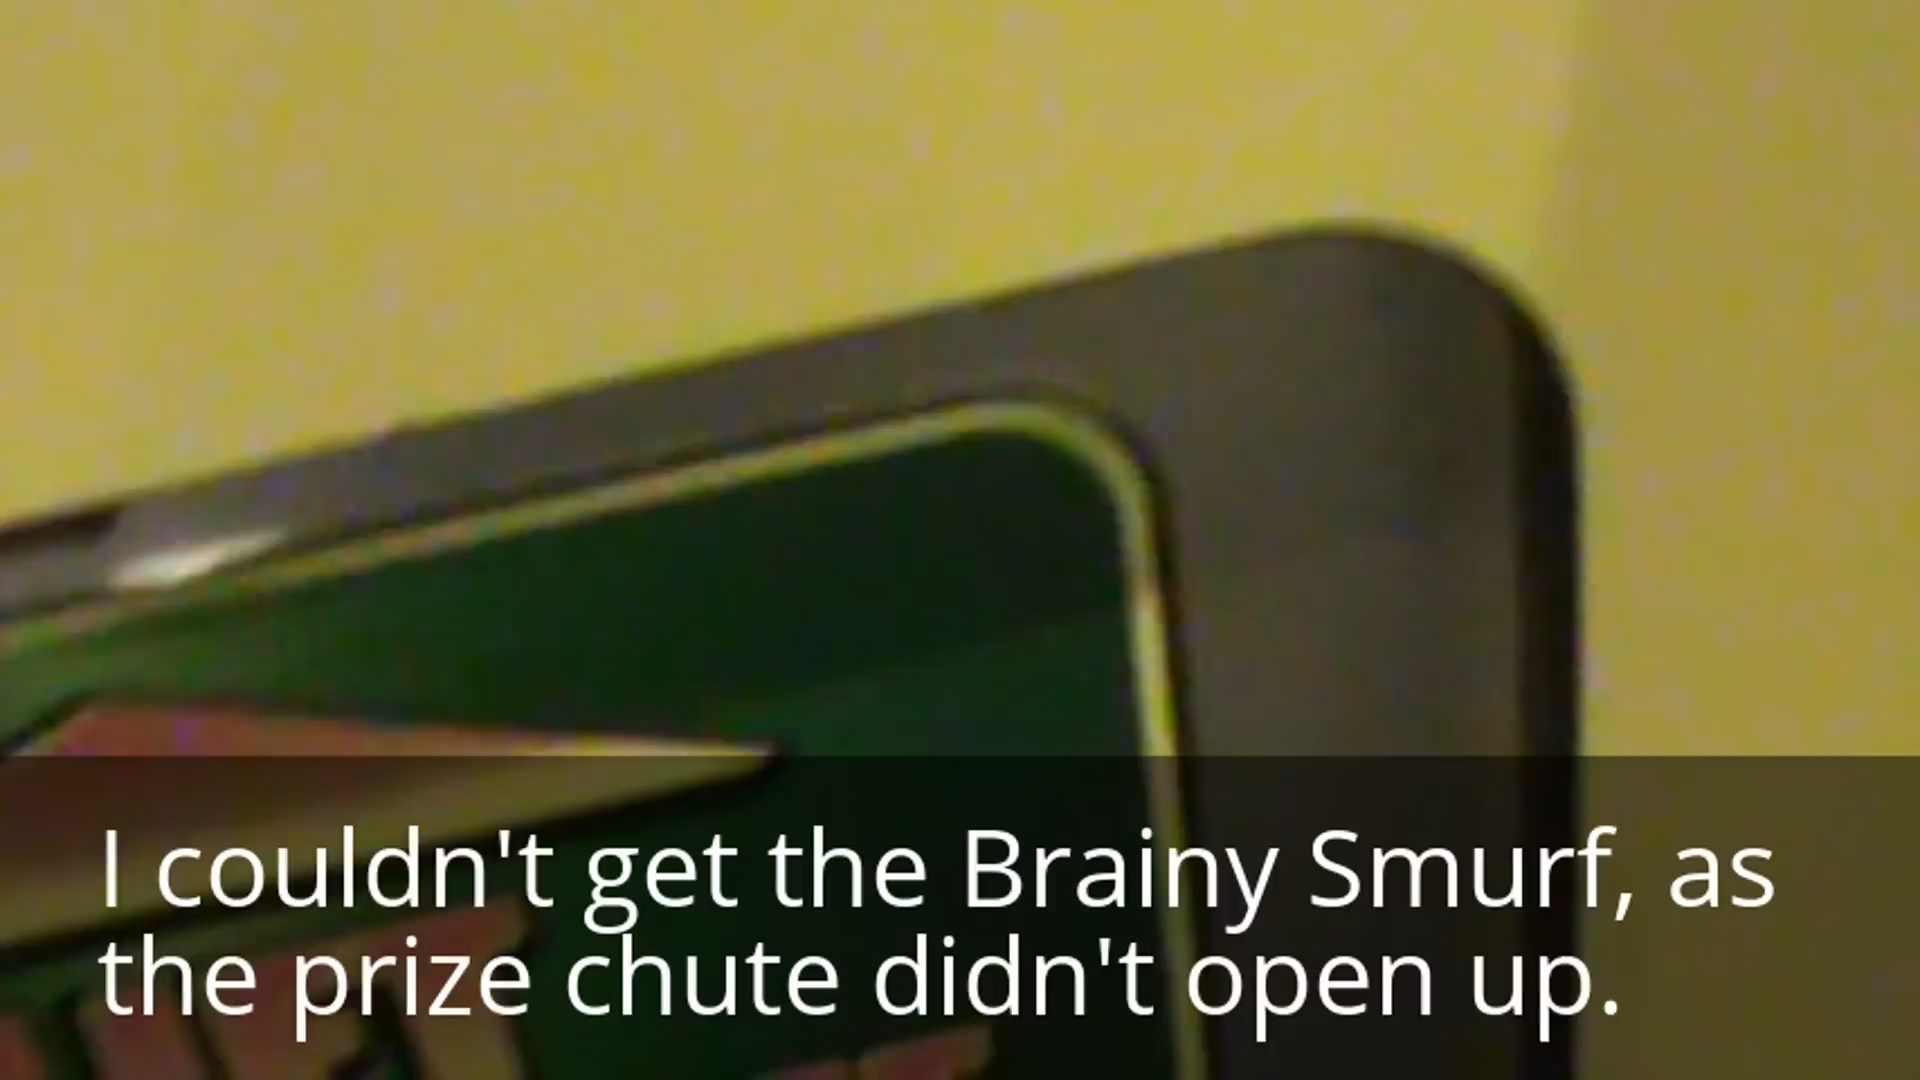 I couldn't get the Brainy Smurf, as
the prize chute didn't open up.